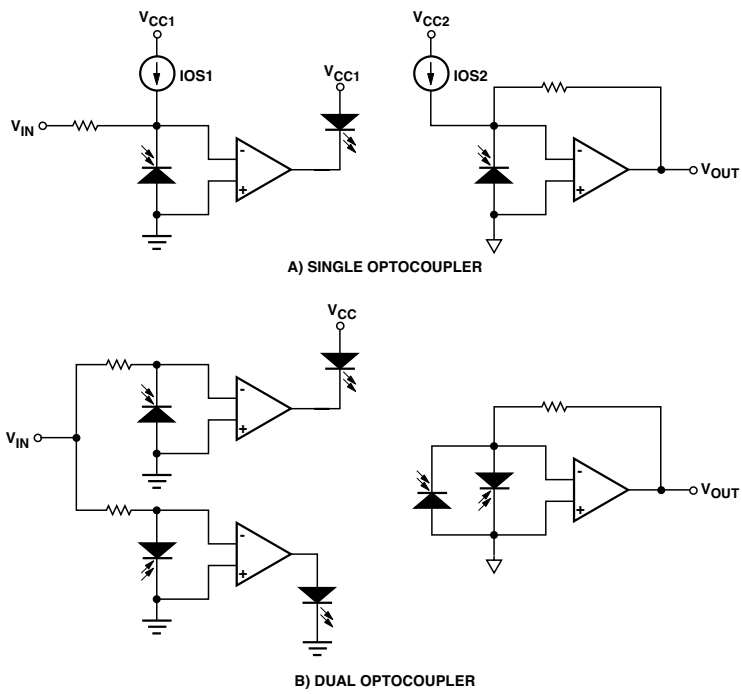 VCC1
IOS1
VIN
VCC1
-
+
VCC2
IOS2
-
+
VOUT
A) SINGLE OPTOCOUPLER
VCC
VIN
-
+
-
+
-
+
VOUT
B) DUAL OPTOCOUPLER